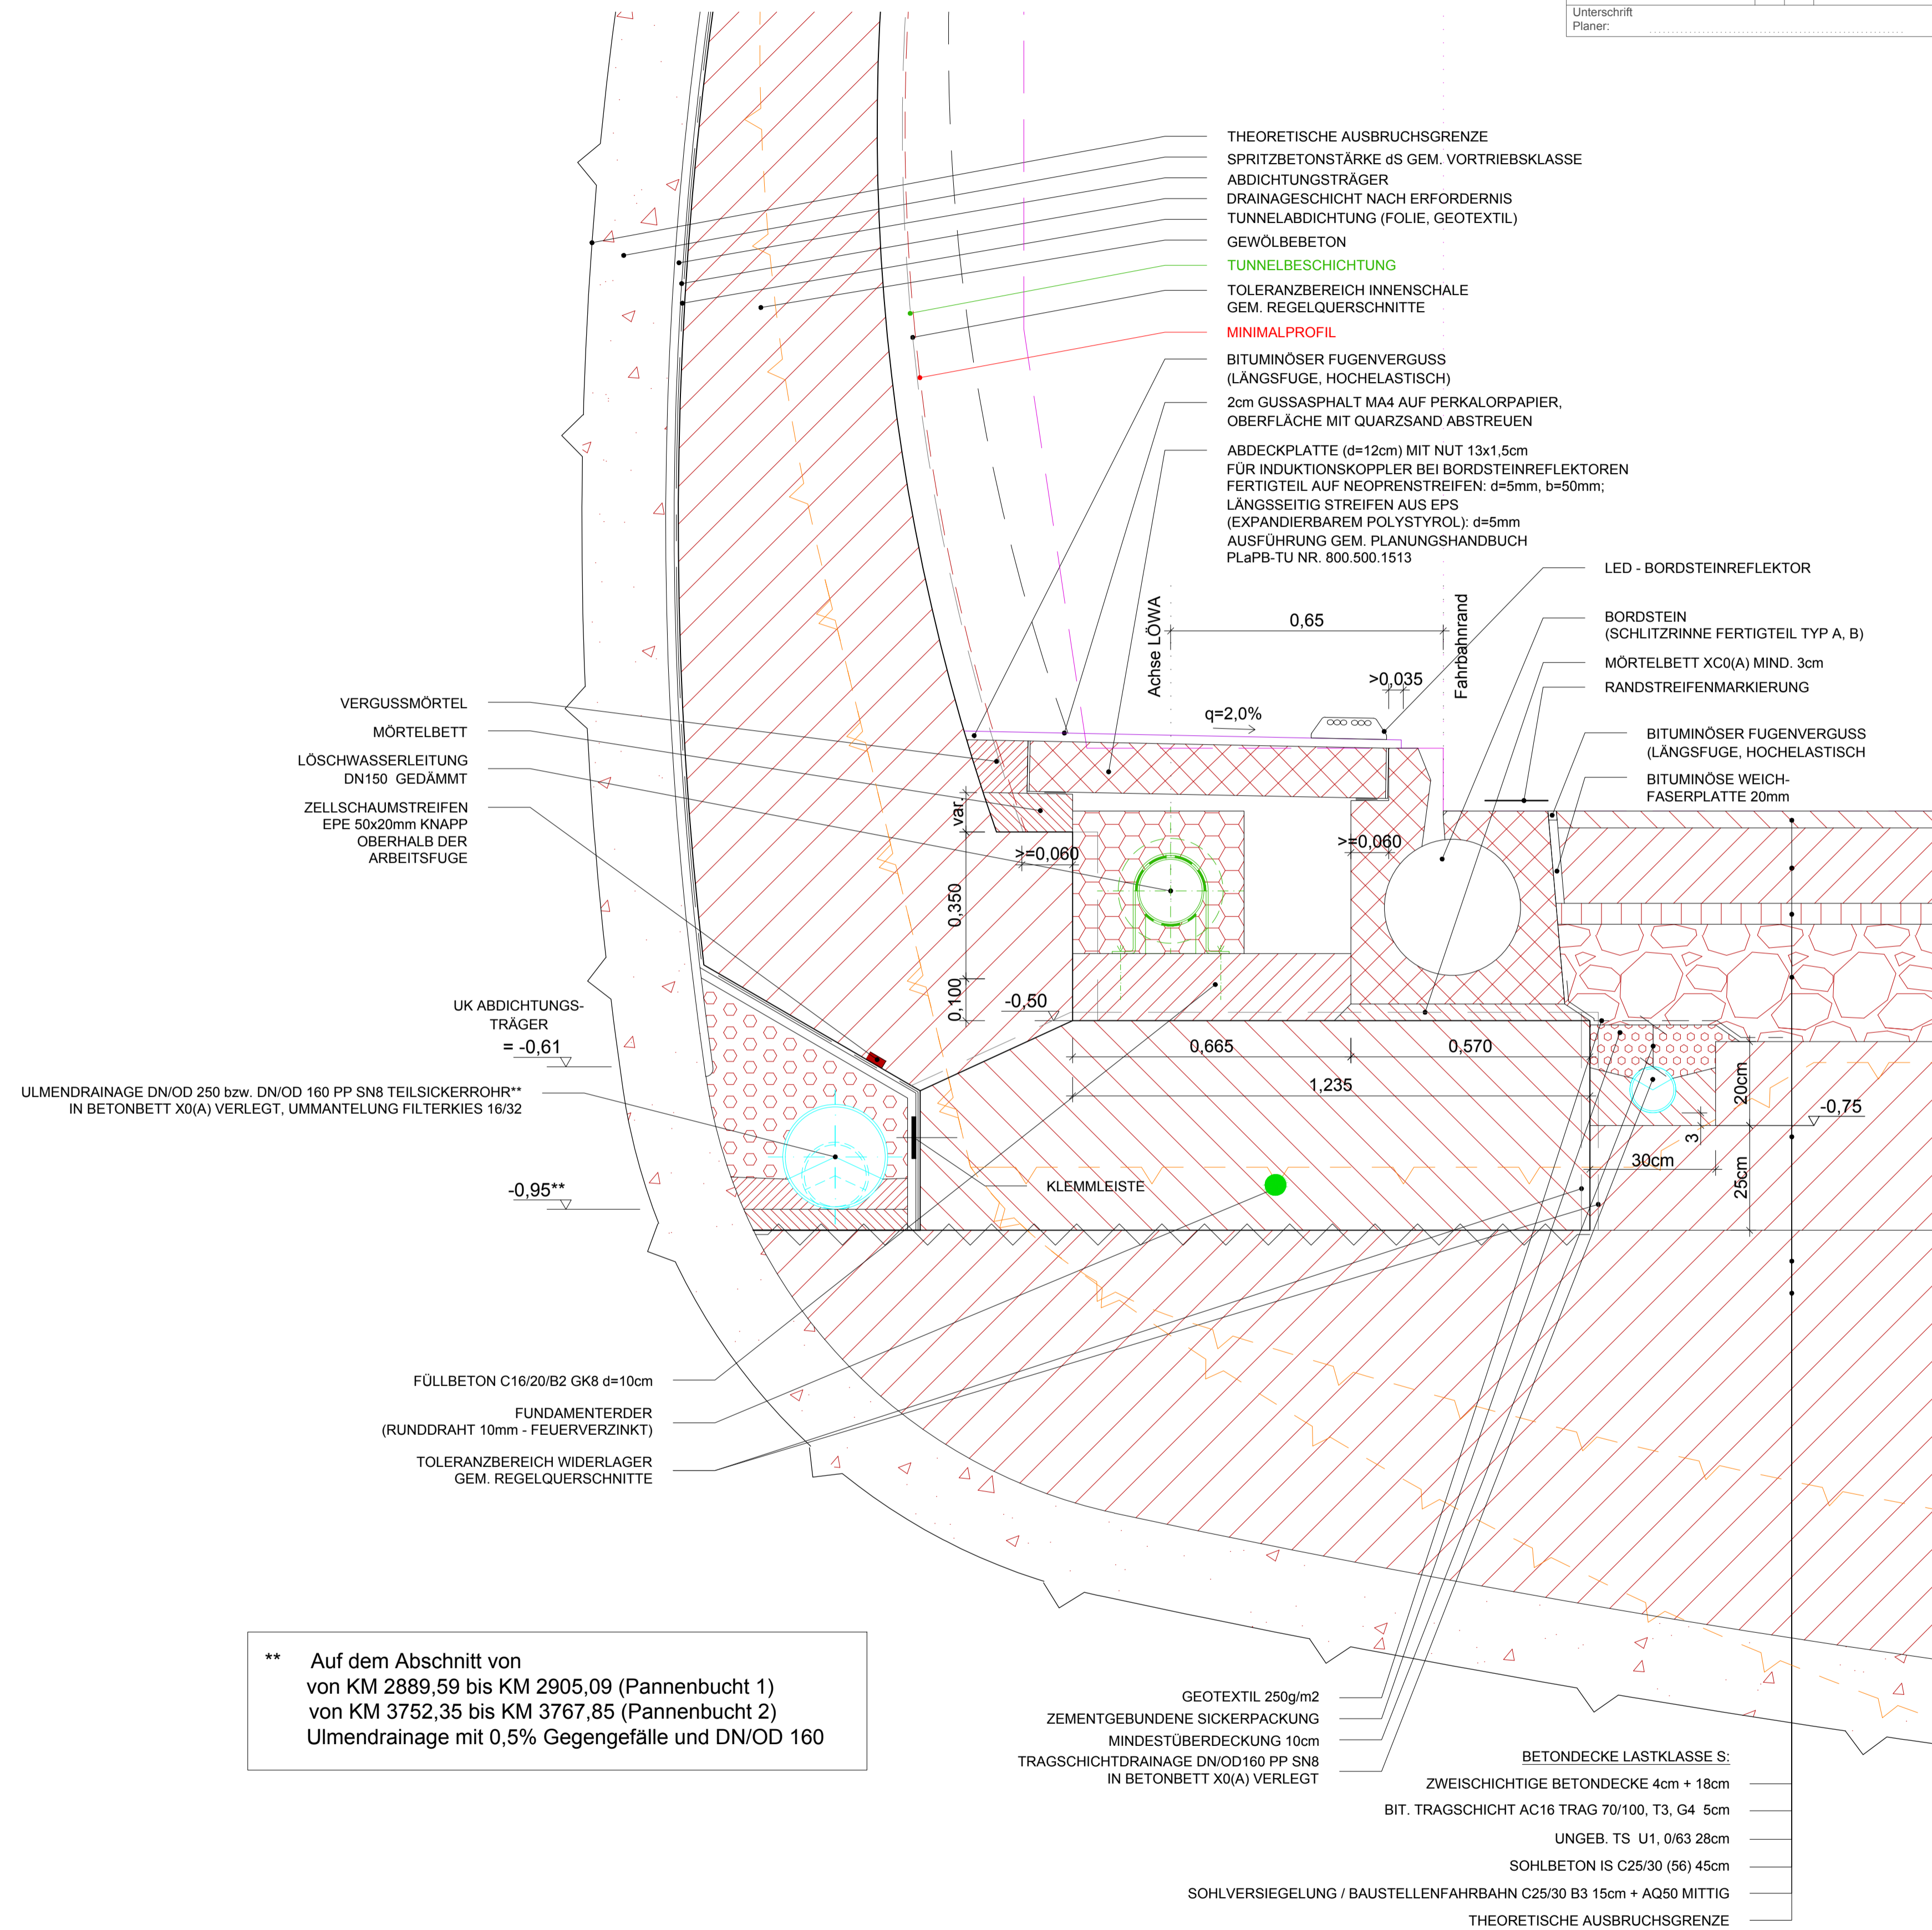 Unterschrift
Planer:
THEORETISCHE AUSBRUCHSGRENZE
SPRITZBETONSTÄRKE dS GEM. VORTRIEBSKLASSE
ABDICHTUNGSTRÄGER
DRAINAGESCHICHT NACH ERFORDERNIS
TUNNELABDICHTUNG (FOLIE, GEOTEXTIL)
GEWÖLBEBETON
TUNNELBESCHICHTUNG
TOLERANZBEREICH INNENSCHALE
GEM. REGELQUERSCHNITTE
MINIMALPROFIL
BITUMINÖSER FUGENVERGUSS
(LÄNGSFUGE, HOCHELASTISCH)
2cm GUSSASPHALT MA4 AUF PERKALORPAPIER,
OBERFLÄCHE MIT QUARZSAND ABSTREUEN
ABDECKPLATTE (d=12cm) MIT NUT 13x1,5cm
FÜR INDUKTIONSKOPPLER BEI BORDSTEINREFLEKTOREN
FERTIGTEIL AUF NEOPRENSTREIFEN: d=5mm, b=50mm;
LÄNGSSEITIG STREIFEN AUS EPS
(EXPANDIERBAREM POLYSTYROL): d=5mm
AUSFÜHRUNG GEM. PLANUNGSHANDBUCH
PLaPB-TU NR. 800.500.1513
LED - BORDSTEINREFLEKTOR
BORDSTEIN
(SCHLITZRINNE FERTIGTEIL TYP A, B)
MÖRTELBETT XC0(A) MIND. 3cm
RANDSTREIFENMARKIERUNG
BITUMINÖSER FUGENVERGUSS
(LÄNGSFUGE, HOCHELASTISCH
BITUMINÖSE WEICH-
FASERPLATTE 20mm
Achse LÖWA
0,65
Fahrbahnrand
>0,035
q=2,0%
VERGUSSMÖRTEL
MÖRTELBETT
LÖSCHWASSERLEITUNG
DN150 GEDÄMMT
ZELLSCHAUMSTREIFEN
EPE 50x20mm KNAPP
OBERHALB DER
ARBEITSFUGE
var.
>=0,060
>=0,060
0,350
0,100
-0,50
0,665
0,570
1,235
UK ABDICHTUNGS-
TRÄGER
= -0,61
ULMENDRAINAGE DN/OD 250 bzw. DN/OD 160 PP SN8 TEILSICKERROHR**
IN BETONBETT X0(A) VERLEGT, UMMANTELUNG FILTERKIES 16/32
-0,95**
KLEMMLEISTE
20cm
-0,75
3
30cm
25cm
FÜLLBETON C16/20/B2 GK8 d=10cm
FUNDAMENTERDER
(RUNDDRAHT 10mm - FEUERVERZINKT)
TOLERANZBEREICH WIDERLAGER
GEM. REGELQUERSCHNITTE
** Auf dem Abschnitt von
von KM 2889,59 bis KM 2905,09 (Pannenbucht 1)
von KM 3752,35 bis KM 3767,85 (Pannenbucht 2)
Ulmendrainage mit 0,5% Gegengefälle und DN/OD 160
GEOTEXTIL 250g/m2
ZEMENTGEBUNDENE SICKERPACKUNG
MINDESTÜBERDECKUNG 10cm
TRAGSCHICHTDRAINAGE DN/OD160 PP SN8
IN BETONBETT X0(A) VERLEGT
BETONDECKE LASTKLASSE S:
ZWEISCHICHTIGE BETONDECKE 4cm + 18cm
BIT. TRAGSCHICHT AC16 TRAG 70/100, T3, G4 5cm
UNGEB. TS U1, 0/63 28cm
SOHLBETON IS C25/30 (56) 45cm
SOHLVERSIEGELUNG / BAUSTELLENFAHRBAHN C25/30 B3 15cm + AQ50 MITTIG
THEORETISCHE AUSBRUCHSGRENZE